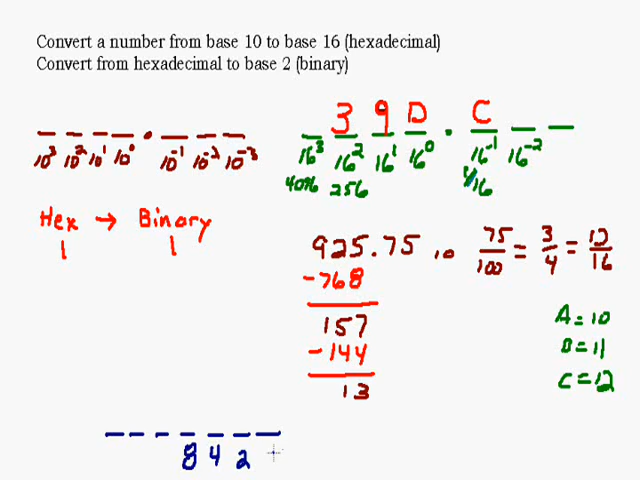 Convert a number from base 10 to base 16 (hexadecimal)
Convert from hexadecimal to base 2 (binary)
3 9 D . C
10³ 10² 10¹ 10⁰ . 10⁻¹ 10⁻² 10⁻³
16³ 16² 16¹ 16⁰ . 16⁻¹ 16⁻²
4096 256 1/16
Hex → Binary
1 1
925.75₁₀ 75/100 = 3/4 = 12/16
-768
157
-144
13
A=10
B=11
C=12
8 4 2